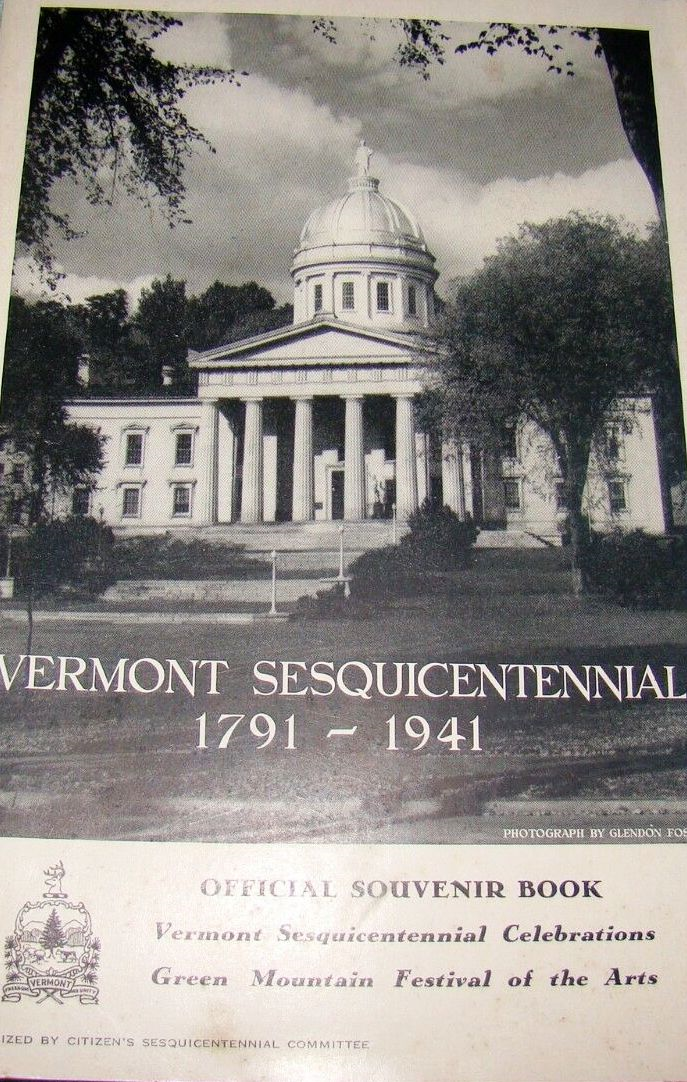 VERMONT SESQUICENTENNIAL
1791 – 1941
PHOTOGRAPH BY GLENDON
OFFICIAL SOUVENIR BOOK
Vermont Sesquicentennial Celebrations
Green Mountain Festival of the Arts
VERMONT
CITIZEN'S SESQUICENTENNIAL COMMITTEE